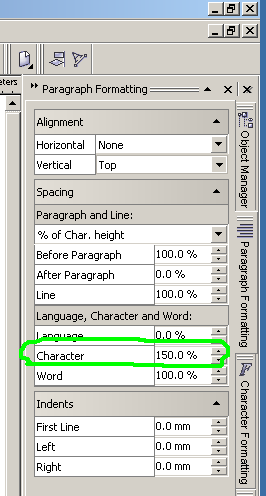 eters
Paragraph Formatting
Alignment
Horizontal None
Vertical Top
Spacing
Paragraph and Line:
% of Char. height
Before Paragraph 100.0 %
After Paragraph 0.0 %
Line 100.0 %
Language, Character and Word:
Language 0.0 %
Character 150.0 %
Word 100.0 %
Indents
First Line 0.0 mm
Left 0.0 mm
Right 0.0 mm
Object Manager
Paragraph Formatting
Character Formatting